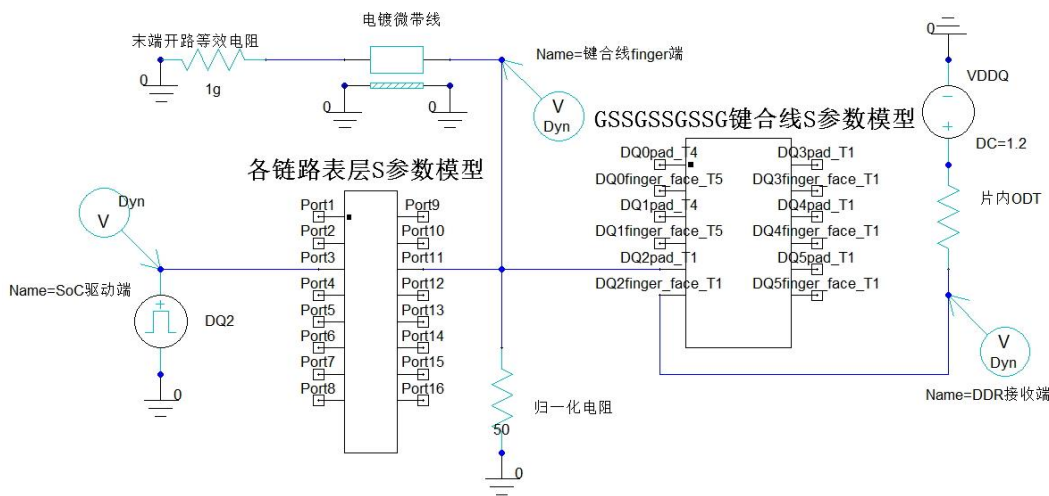 电镀微带线
末端开路等效电阻
0
1g
0
0
Name=键合线finger端
V
Dyn
0
VDDQ
DC=1.2
片内ODT
GSSGSSGSSG键合线S参数模型
DQ0pad_T4
DQ3pad_T1
DQ0finger_face_T5
DQ3finger_face_T1
DQ1pad_T4
DQ4pad_T1
DQ1finger_face_T5
DQ4finger_face_T1
DQ2pad_T1
DQ5pad_T1
DQ2finger_face_T1
DQ5finger_face_T1
各链路表层S参数模型
Port1
Port9
Port2
Port10
Port3
Port11
Port4
Port12
Port5
Port13
Port6
Port14
Port7
Port15
Port8
Port16
Dyn
V
Name=SoC驱动端
DQ2
0
归一化电阻
50
0
V
Dyn
Name=DDR接收端